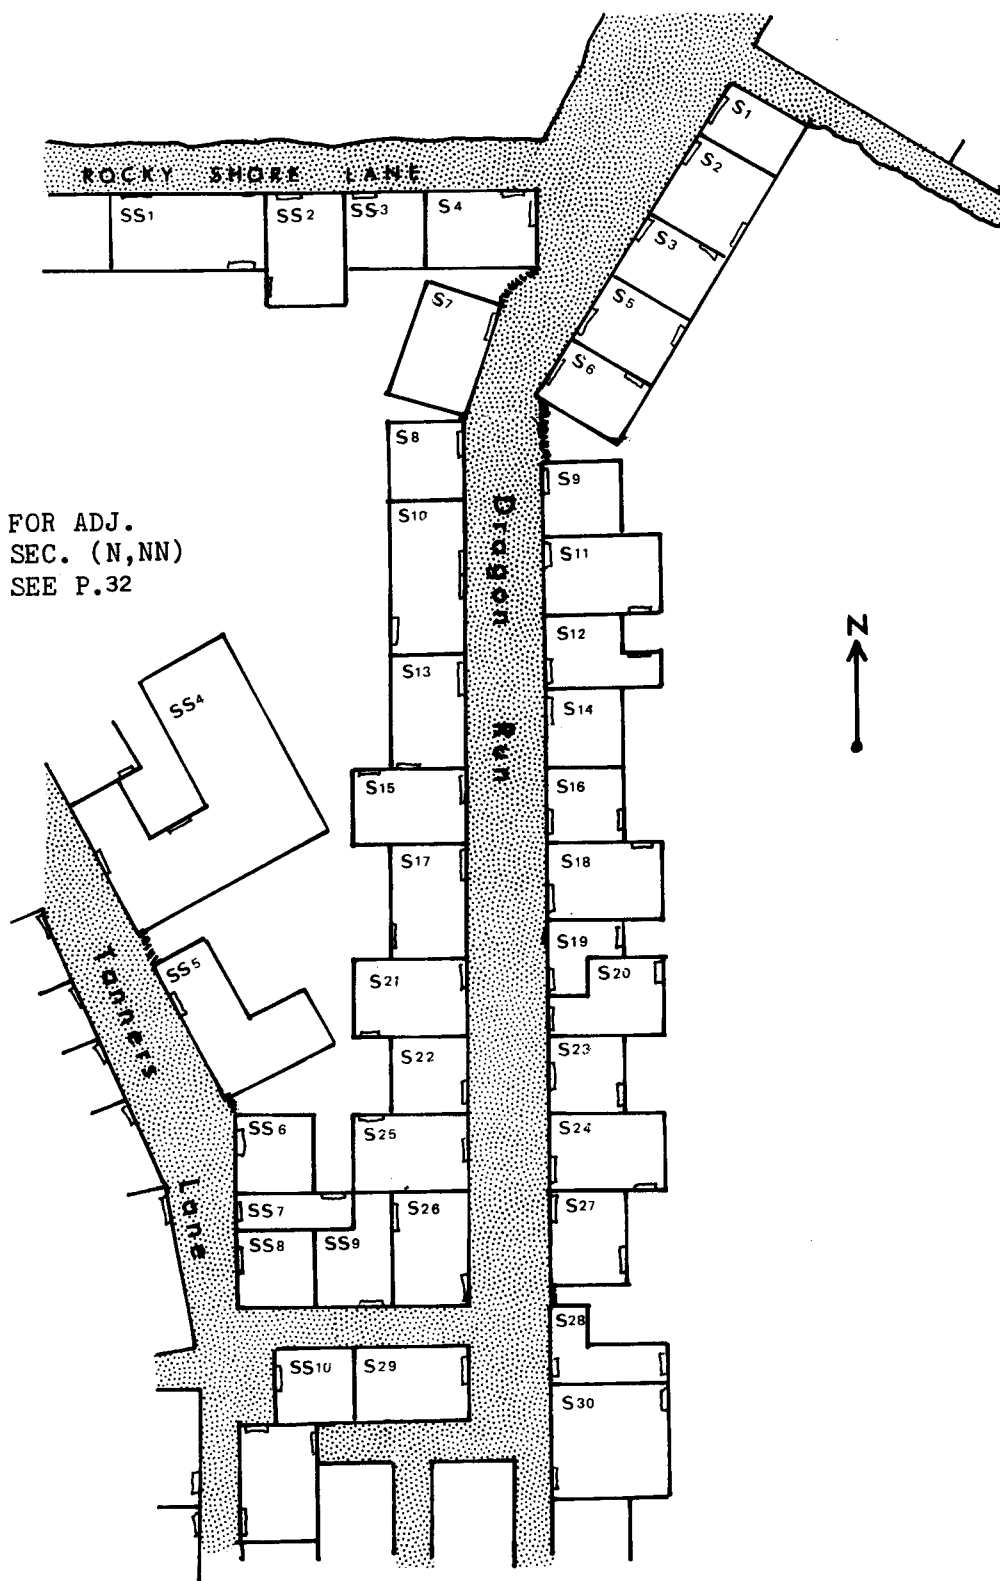 S1
S2
ROCKY SHORE LANE
SS1
SS2
SS3
S4
S3
S7
S5
S6
S8
S9
S10
Dragon Run
FOR ADJ.
SEC. (N,NN)
SEE P.32
S11
S12
N
S13
S14
SS4
S15
S16
S17
S18
Tanners Lane
SS5
S19
S20
S21
S22
S23
SS6
S25
S24
SS7
S26
S27
SS8
SS9
S28
SS10
S29
S30